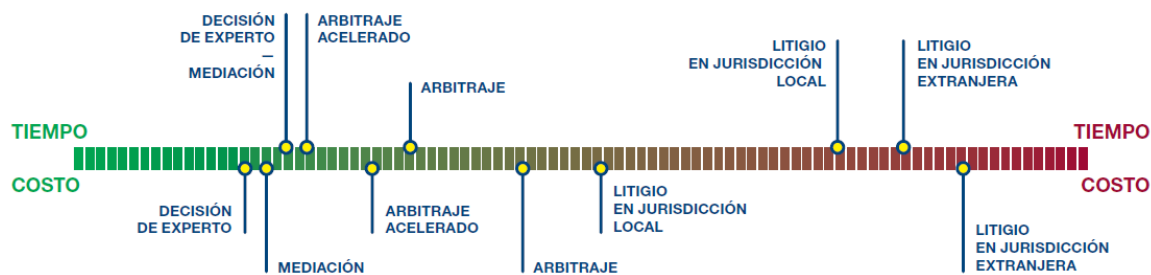 DECISIÓN
DE EXPERTO
—
MEDIACIÓN
ARBITRAJE
ACELERADO
ARBITRAJE
LITIGIO
EN JURISDICCIÓN
LOCAL
LITIGIO
EN JURISDICCIÓN
EXTRANJERA
TIEMPO
TIEMPO
COSTO
COSTO
DECISIÓN
DE EXPERTO
MEDIACIÓN
ARBITRAJE
ACELERADO
ARBITRAJE
LITIGIO
EN JURISDICCIÓN
LOCAL
LITIGIO
EN JURISDICCIÓN
EXTRANJERA